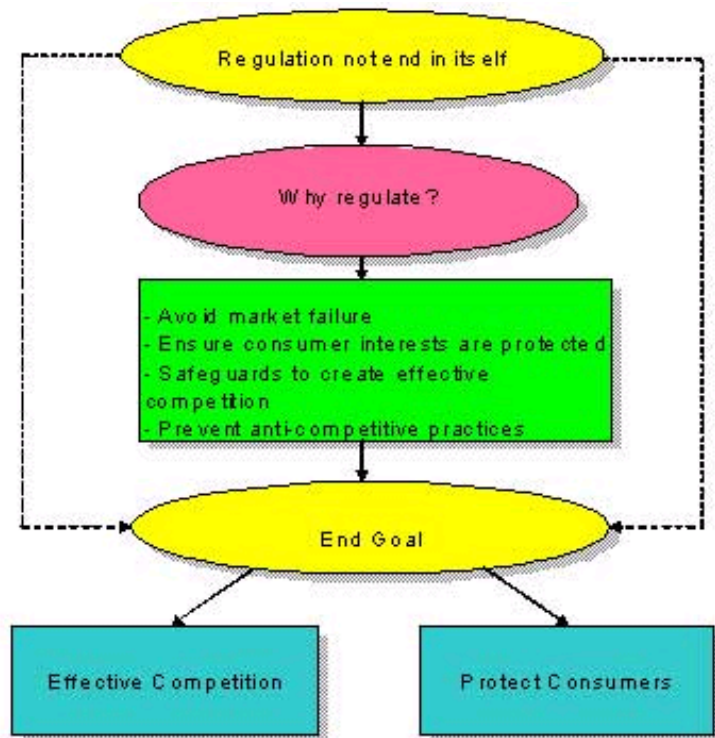 Regulation not end in itself
Why regulate?
- Avoid market failure
- Ensure consumer interests are protected
- Safeguards to create effective
competition
- Prevent anti-competitive practices
End Goal
Effective Competition
Protect Consumers